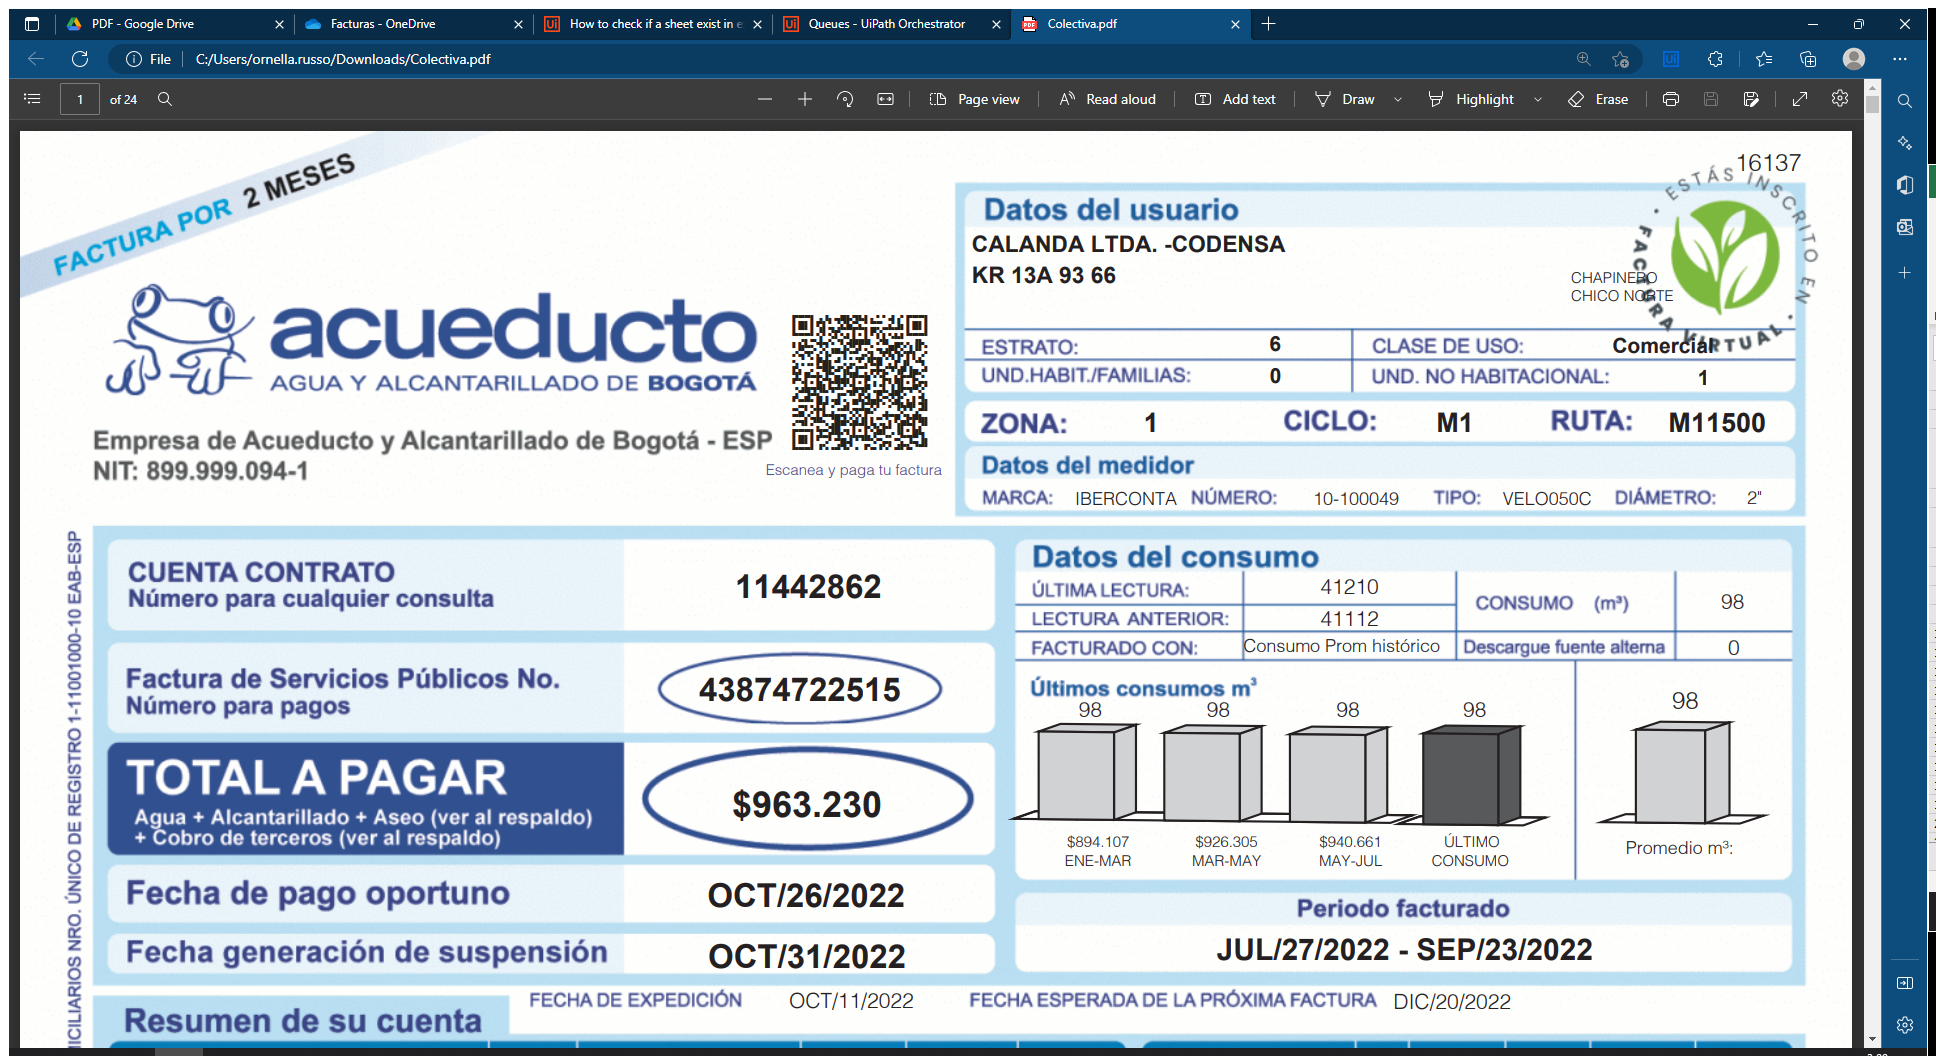 PDF - Google Drive
Facturas - OneDrive
How to check if a sheet exist in e
Queues - UiPath Orchestrator
Colectiva.pdf
File
C:/Users/ornella.russo/Downloads/Colectiva.pdf
1
of 24
Page view
Read aloud
Add text
Draw
Highlight
Erase
FACTURA POR 2 MESES
acueducto
AGUA Y ALCANTARILLADO DE BOGOTÁ
Empresa de Acueducto y Alcantarillado de Bogotá - ESP
NIT: 899.999.094-1
Escanea y paga tu factura
16137
ESTÁS INSCRITO EN
FACTURA VIRTUAL
Datos del usuario
CALANDA LTDA. -CODENSA
KR 13A 93 66
CHAPINERO
CHICO NORTE
ESTRATO: 6 CLASE DE USO: Comercial
UND.HABIT./FAMILIAS: 0 UND. NO HABITACIONAL: 1
ZONA: 1 CICLO: M1 RUTA: M11500
Datos del medidor
MARCA: IBERCONTA NÚMERO: 10-100049 TIPO: VELO050C DIÁMETRO: 2"
MICILIARIOS NRO. ÚNICO DE REGISTRO 1-11001000-10 EAB-ESP
CUENTA CONTRATO
Número para cualquier consulta
11442862
Factura de Servicios Públicos No.
Número para pagos
43874722515
TOTAL A PAGAR
Agua + Alcantarillado + Aseo (ver al respaldo)
+ Cobro de terceros (ver al respaldo)
$963.230
Fecha de pago oportuno
OCT/26/2022
Fecha generación de suspensión
OCT/31/2022
Datos del consumo
ÚLTIMA LECTURA: 41210
LECTURA ANTERIOR: 41112
CONSUMO (m³) 98
FACTURADO CON: Consumo Prom histórico
Descargue fuente alterna 0
Últimos consumos m³
98 98 98 98 98
$894.107 $926.305 $940.661 ÚLTIMO
ENE-MAR MAR-MAY MAY-JUL CONSUMO
Promedio m³:
Periodo facturado
JUL/27/2022 - SEP/23/2022
FECHA DE EXPEDICIÓN OCT/11/2022 FECHA ESPERADA DE LA PRÓXIMA FACTURA DIC/20/2022
Resumen de su cuenta